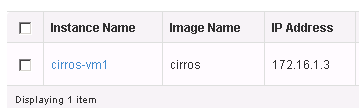 Instance Name Image Name IP Address
cirros-vm1 cirros 172.16.1.3
Displaying 1 item